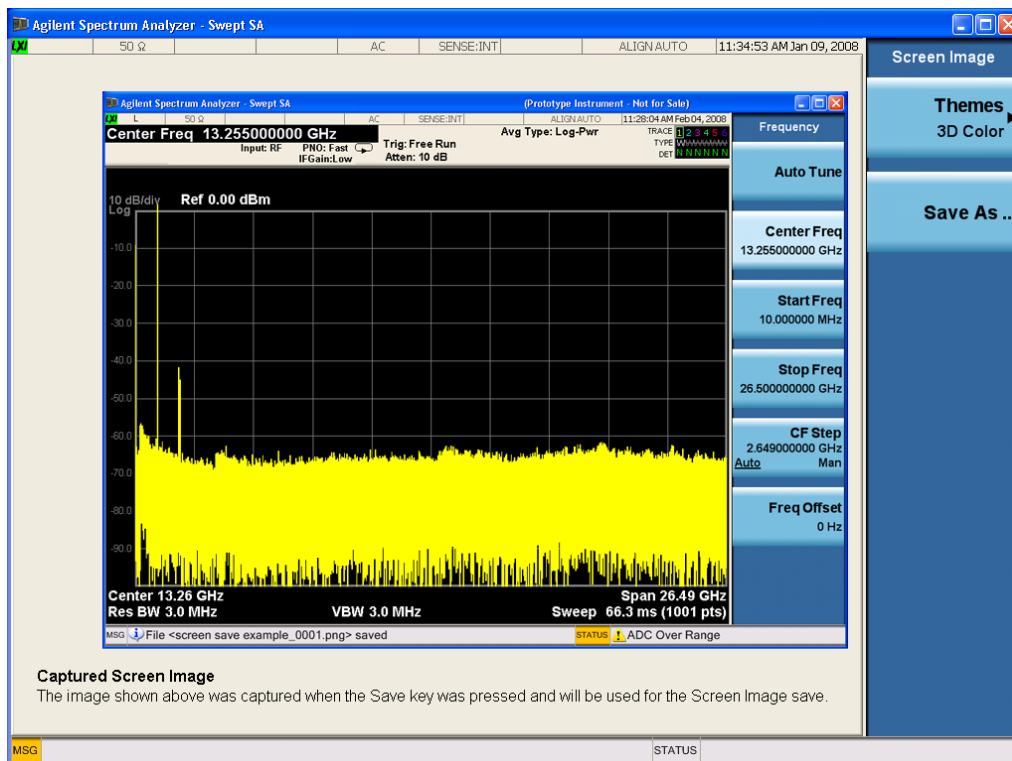 Agilent Spectrum Analyzer - Swept SA
LXI
50 Ω AC SENSE:INT ALIGN AUTO 11:34:53 AM Jan 09, 2008
Screen Image
Themes
3D Color
Save As ..
Agilent Spectrum Analyzer - Swept SA (Prototype Instrument - Not for Sale)
LXI L 50 Ω AC SENSE:INT ALIGNAUTO 11:28:04 AM Feb 04, 2008
Center Freq 13.255000000 GHz
Input: RF PNO: Fast
IFGain:Low
Trig: Free Run
Atten: 10 dB
Avg Type: Log-Pwr
TRACE 1 2 3 4 5 6
TYPE WWWWWW
DET N N N N N N
Frequency
Auto Tune
Center Freq
13.255000000 GHz
Start Freq
10.000000 MHz
Stop Freq
26.500000000 GHz
CF Step
2.649000000 GHz
Auto Man
Freq Offset
0 Hz
10 dB/div Ref 0.00 dBm
Log
-10.0
-20.0
-30.0
-40.0
-50.0
-60.0
-70.0
-80.0
-90.0
Center 13.26 GHz Span 26.49 GHz
Res BW 3.0 MHz VBW 3.0 MHz Sweep 66.3 ms (1001 pts)
MSG File <screen save example_0001.png> saved STATUS ADC Over Range
Captured Screen Image
The image shown above was captured when the Save key was pressed and will be used for the Screen Image save.
MSG STATUS